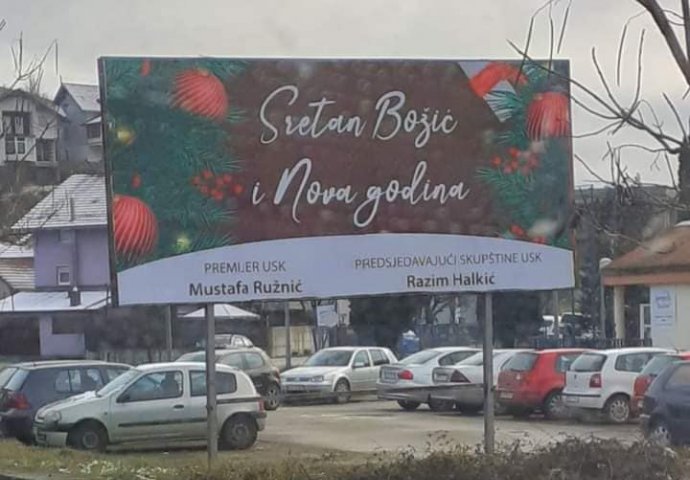 Sretan Božić
i Nova godina
PREMIJER USK
Mustafa Ružnić
PREDSJEDAVAJUĆI SKUPŠTINE USK
Razim Halkić